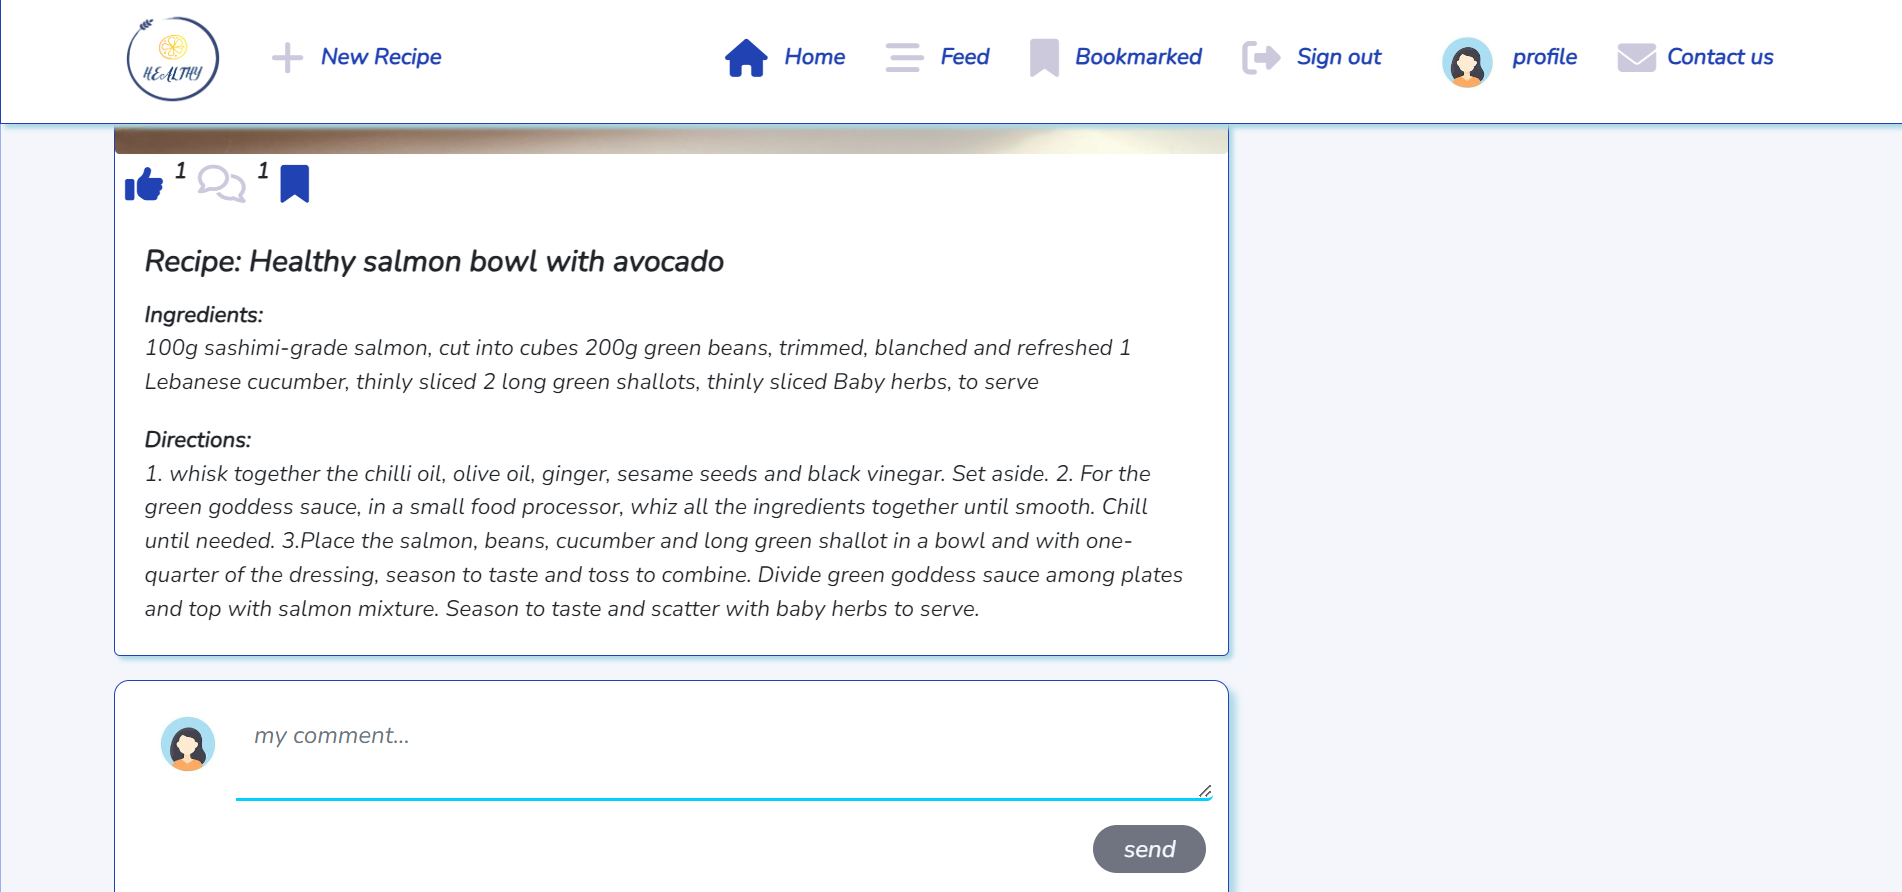 HEALTHY
New Recipe
Home
Feed
Bookmarked
Sign out
profile
Contact us
1
1
Recipe: Healthy salmon bowl with avocado
Ingredients:
100g sashimi-grade salmon, cut into cubes 200g green beans, trimmed, blanched and refreshed 1
Lebanese cucumber, thinly sliced 2 long green shallots, thinly sliced Baby herbs, to serve
Directions:
1. whisk together the chilli oil, olive oil, ginger, sesame seeds and black vinegar. Set aside. 2. For the
green goddess sauce, in a small food processor, whiz all the ingredients together until smooth. Chill
until needed. 3.Place the salmon, beans, cucumber and long green shallot in a bowl and with one-
quarter of the dressing, season to taste and toss to combine. Divide green goddess sauce among plates
and top with salmon mixture. Season to taste and scatter with baby herbs to serve.
my comment...
send